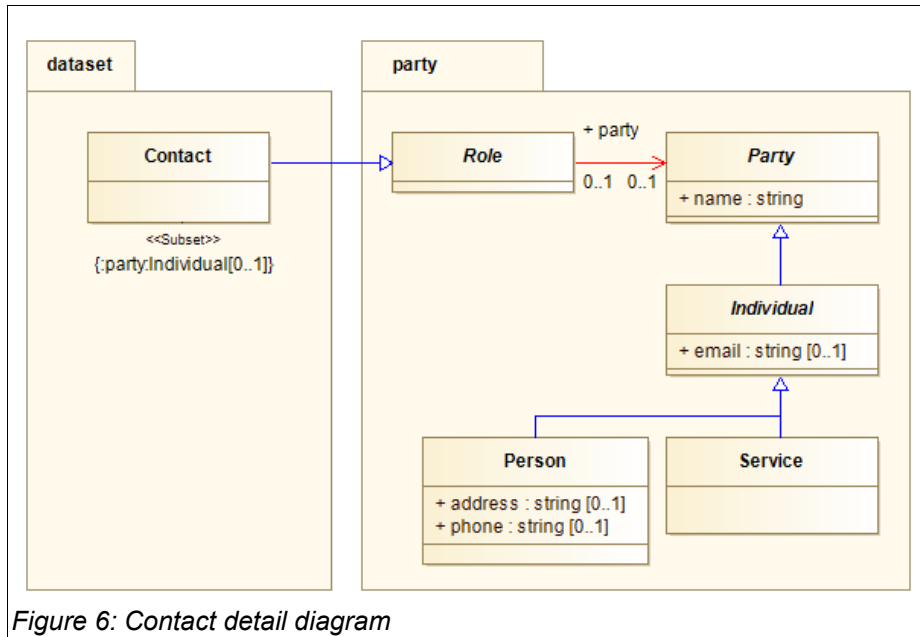 dataset
party
Contact
<<Subset>>
{:party:Individual[0..1]}
Role
+ party
0..1 0..1
Party
+ name : string
Individual
+ email : string [0..1]
Person
+ address : string [0..1]
+ phone : string [0..1]
Service
Figure 6: Contact detail diagram